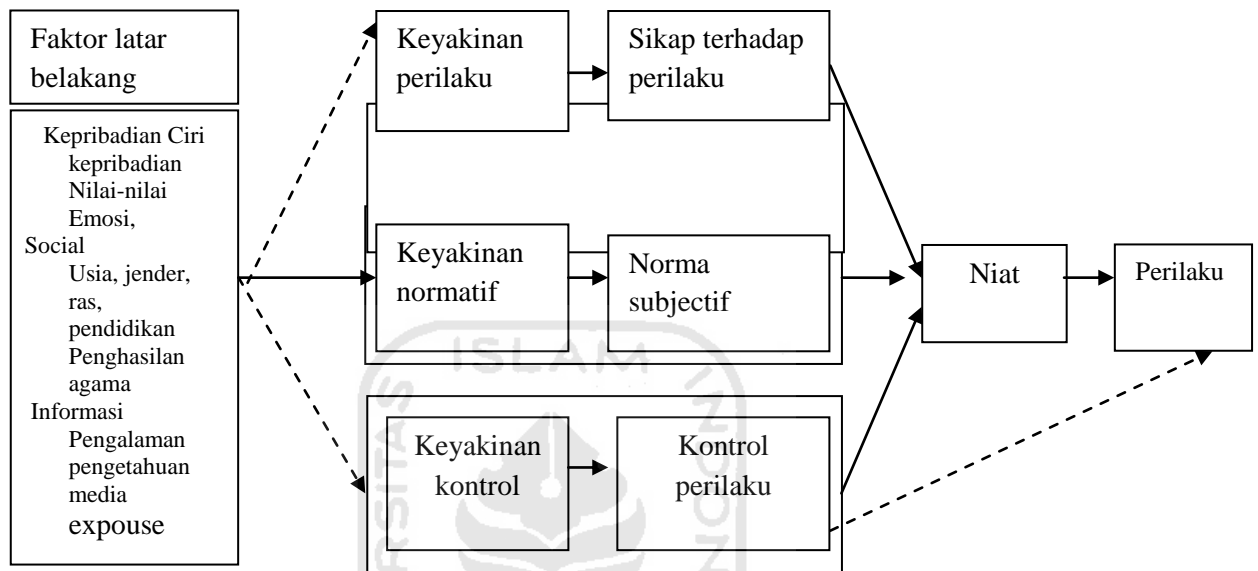 Faktor latar
belakang
Kepribadian Ciri
kepribadian
Nilai-nilai
Emosi,
Social
Usia, jender,
ras,
pendidikan
Penghasilan
agama
Informasi
Pengalaman
pengetahuan
media
expouse
Keyakinan
perilaku
Sikap terhadap
perilaku
Keyakinan
normatif
Norma
subjectif
Keyakinan
kontrol
Kontrol
perilaku
Niat
Perilaku
ISLAM